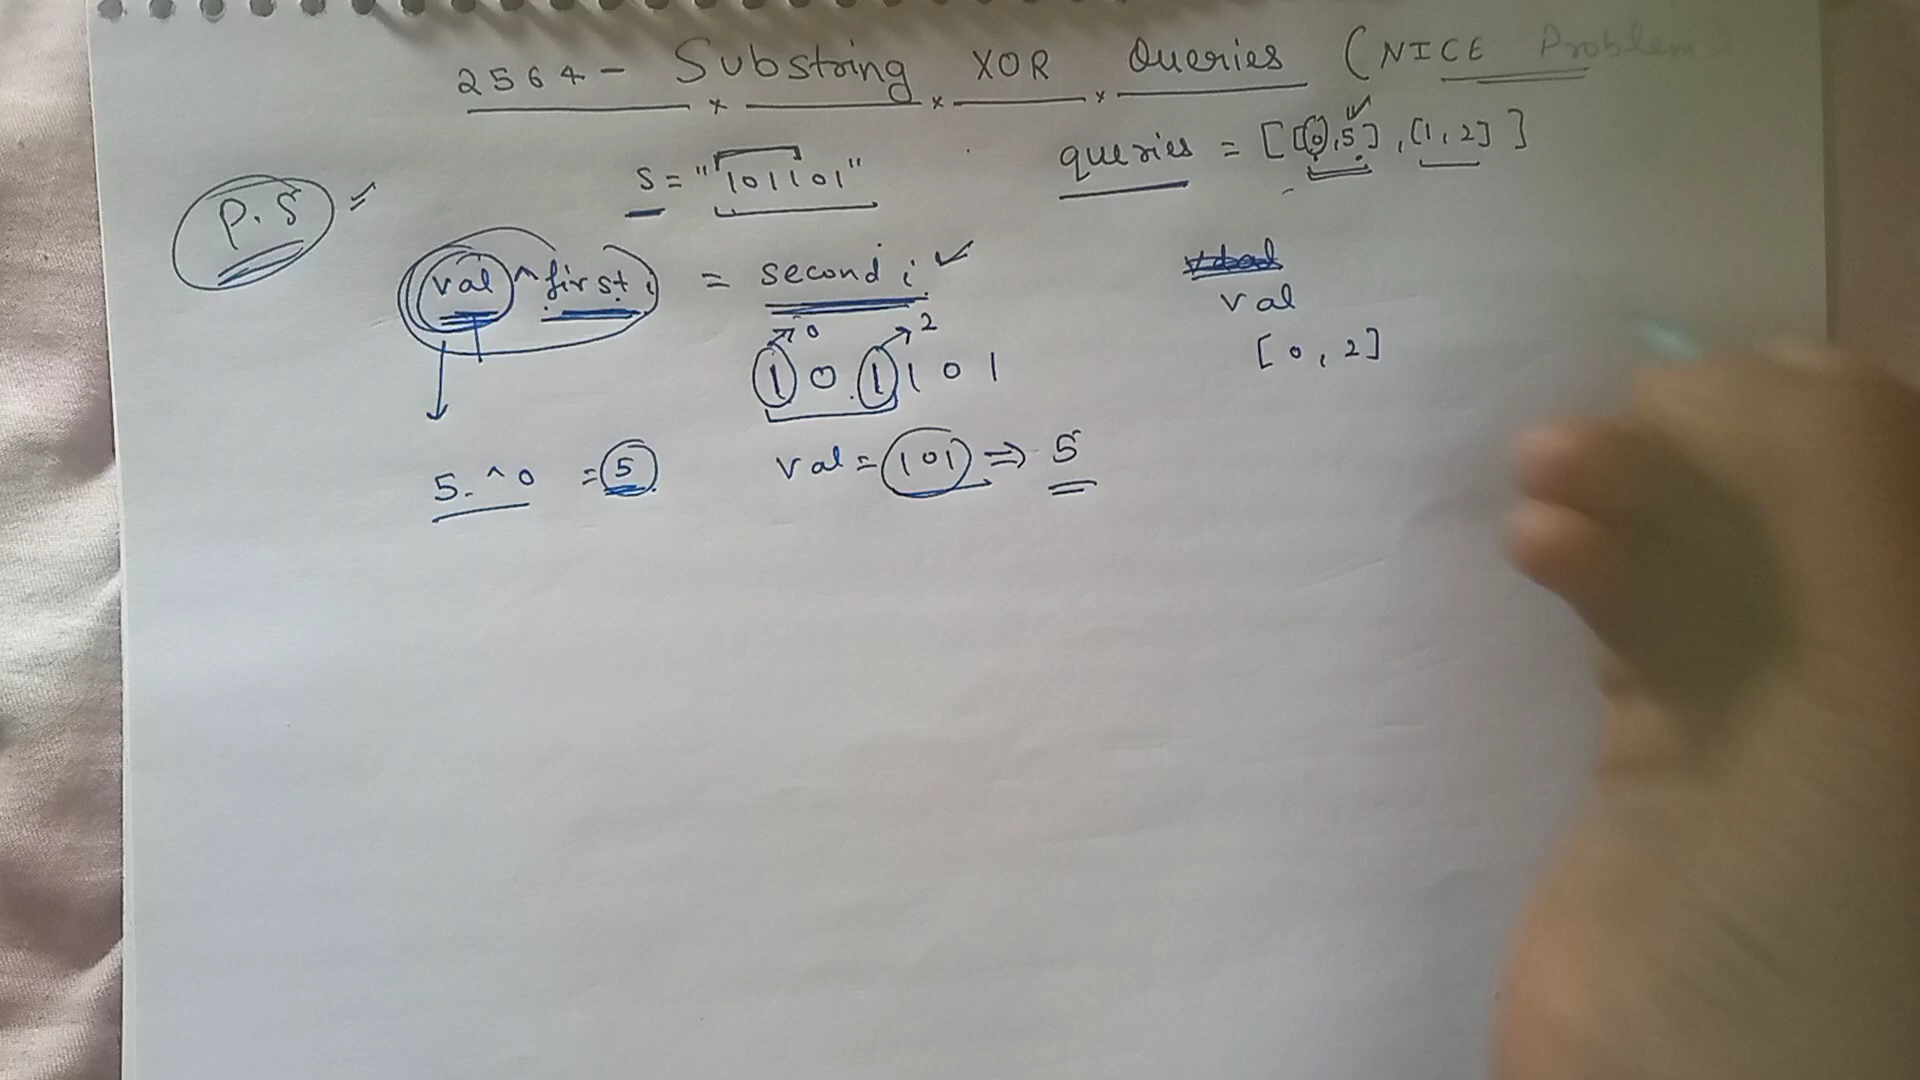 2564 - Substring XOR Queries (NICE Problem)
S = "101101" queries = [[0,5],[1,2]]
P.S
val ^ first i = second i
val
0 2
1 0 1 1 0 1
[0, 2]
5 ^ 0 = 5 val = 101 ⇒ 5